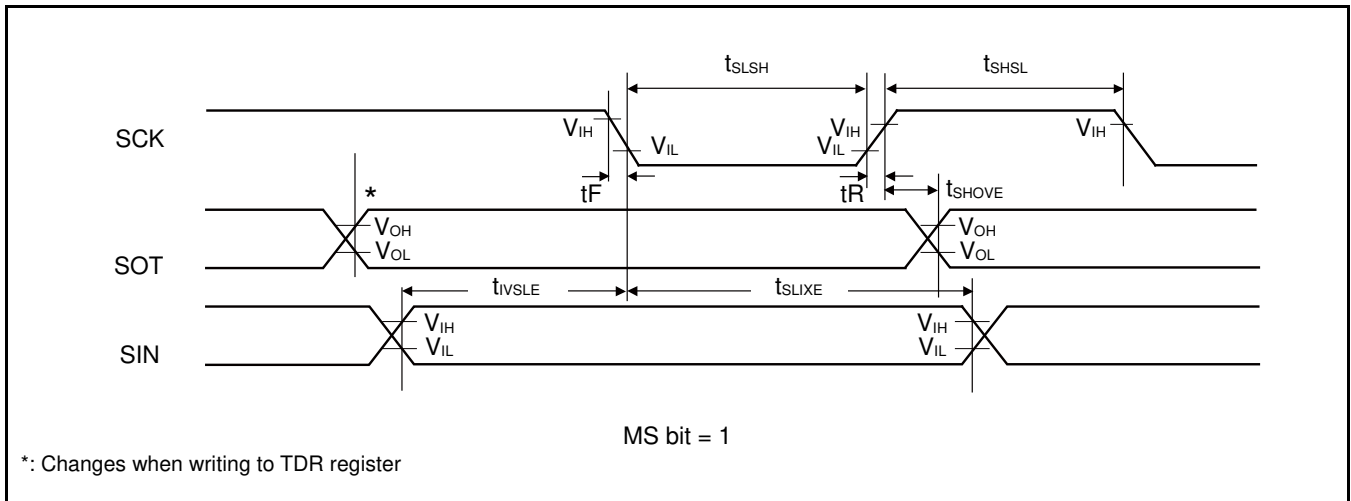 tSLSH tSHSL
SCK VIH VIL VIH VIL VIH
tF tR tSHOVE
* VOH VOL VOH VOL
SOT
tIVSLE tSLIXE
SIN VIH VIL VIH VIL
MS bit = 1
*: Changes when writing to TDR register